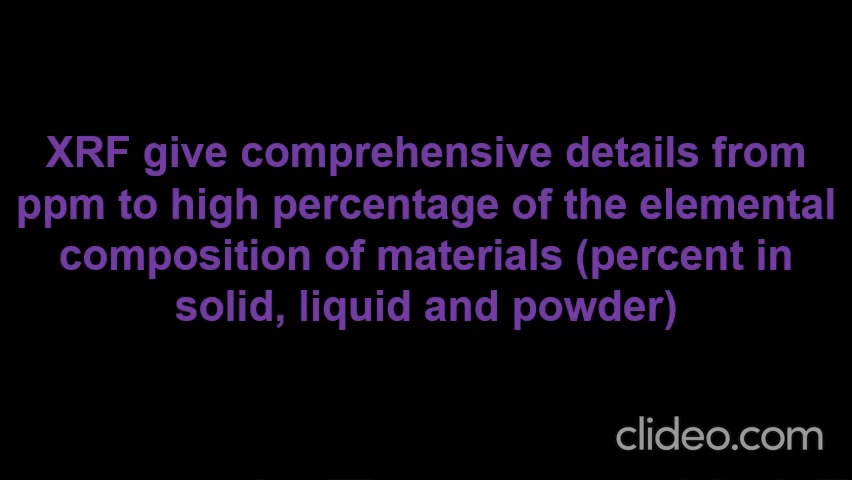 XRF give comprehensive details from
ppm to high percentage of the elemental
composition of materials (percent in
solid, liquid and powder)
clideo.com